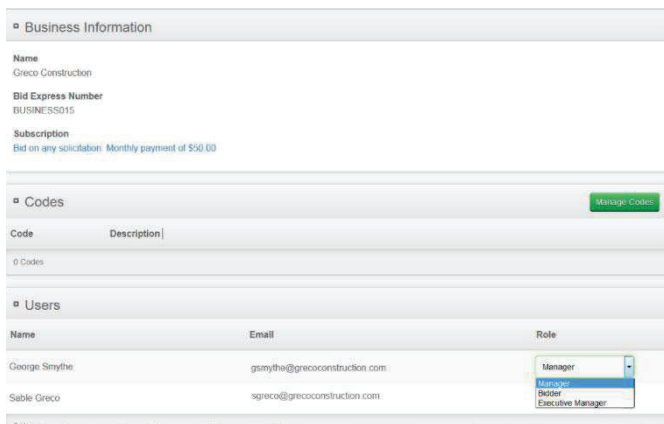 Business Information
Name
Greco Construction
Bid Express Number
BUSINESS015
Subscription
Bid on any solicitation Monthly payment of $50.00
Codes Manage Codes
Code Description
0 Codes
Users
Name Email Role
George Smythe gsmythe@grecoconstruction.com Manager
Manager
Bidder
Sable Greco sgreco@grecoconstruction.com
Executive Manager